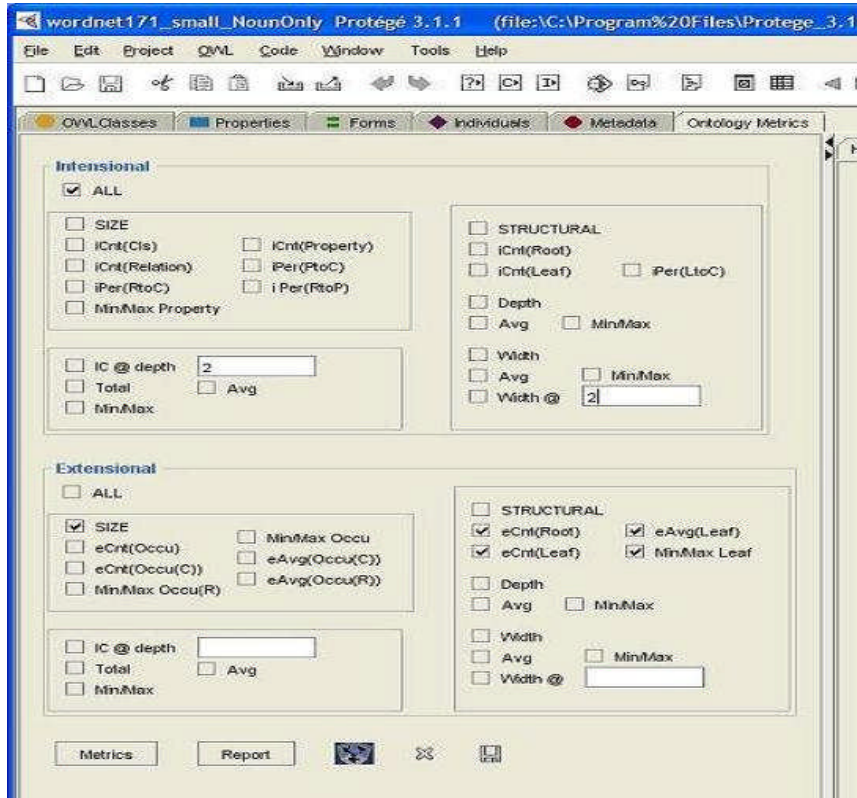 wordnet171_small_NounOnly Protégé 3.1.1 (file:\C:\Program%20Files\Protege_3.1
File Edit Project OWL Code Window Tools Help
OWLClasses Properties Forms Individuals Metadata Ontology Metrics
Intensional
ALL
SIZE
iCnt(Cls) iCnt(Property)
iCnt(Relation) iPer(PtoC)
iPer(RtoC) i Per(RtoP)
Min/Max Property
STRUCTURAL
iCnt(Root)
iCnt(Leaf) iPer(LtoC)
Depth
Avg Min/Max
Width
Avg Min/Max
Width @ 2
IC @ depth 2
Total Avg
Min/Max
Extensional
ALL
SIZE
eCnt(Occu) Min/Max Occu
eCnt(Occu(C)) eAvg(Occu(C))
Min/Max Occu(R) eAvg(Occu(R))
STRUCTURAL
eCnt(Root) eAvg(Leaf)
eCnt(Leaf) Min/Max Leaf
Depth
Avg Min/Max
Width
Avg Min/Max
Width @
IC @ depth
Total Avg
Min/Max
Metrics Report